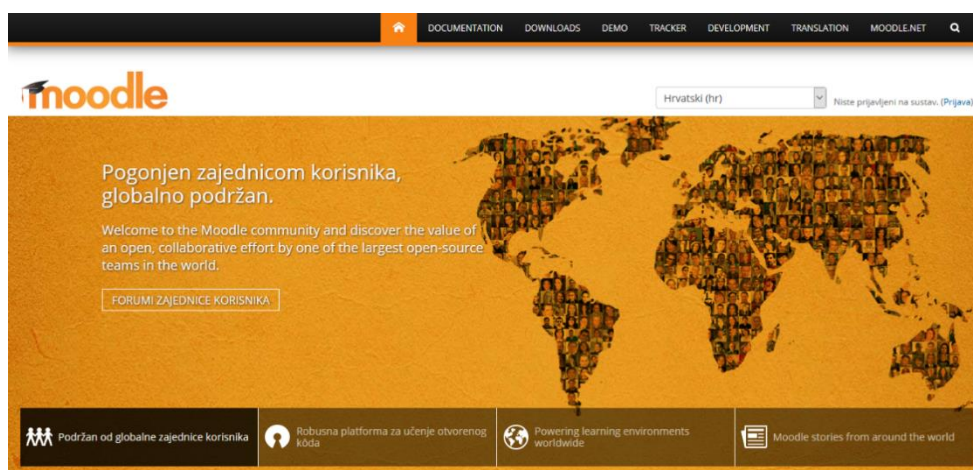 DOCUMENTATION DOWNLOADS DEMO TRACKER DEVELOPMENT TRANSLATION MOODLE.NET
moodle
Hrvatski (hr)
Niste prijavljeni na sustav. (Prijava)
Pogonjen zajednicom korisnika,
globalno podržan.
Welcome to the Moodle community and discover the value of
an open, collaborative effort by one of the largest open-source
teams in the world.
FORUMI ZAJEDNICE KORISNIKA
Podržan od globalne zajednice korisnika
Robusna platforma za učenje otvorenog
kôda
Powering learning environments
worldwide
Moodle stories from around the world